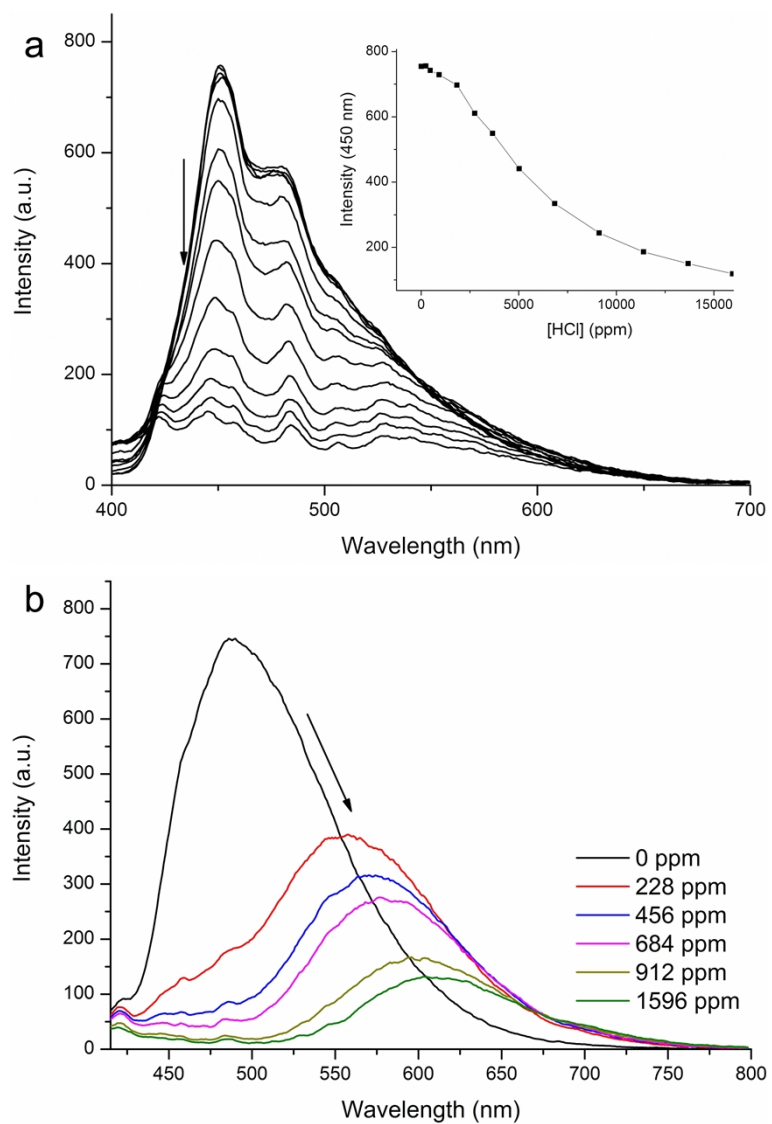 a
800
600
400
200
0
Intensity (a.u.)
400
500
600
700
Wavelength (nm)
800
600
400
200
Intensity (450 nm)
0
5000
10000
15000
[HCl] (ppm)
b
800
700
600
500
400
300
200
100
0
Intensity (a.u.)
450
500
550
600
650
700
750
800
Wavelength (nm)
0 ppm
228 ppm
456 ppm
684 ppm
912 ppm
1596 ppm